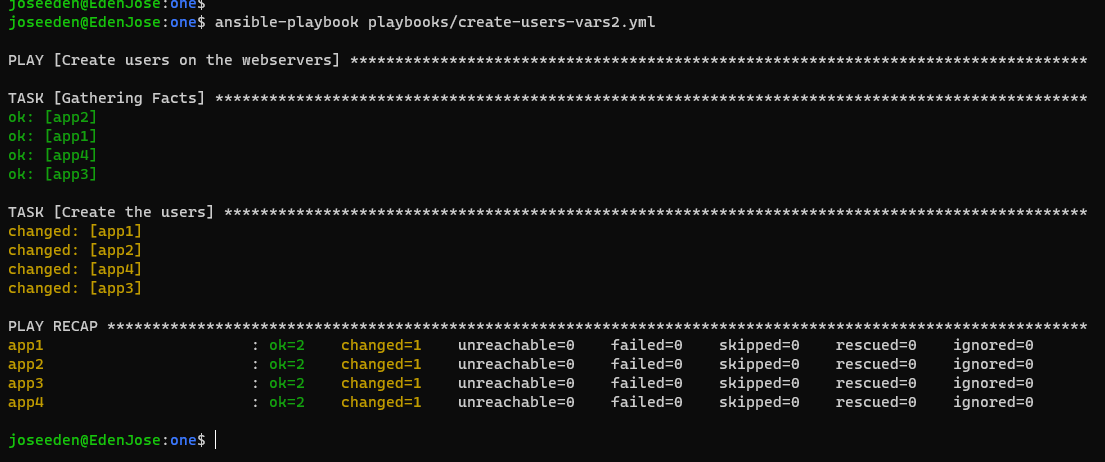 joseeden@EdenJose:one$
joseeden@EdenJose:one$ ansible-playbook playbooks/create-users-vars2.yml
PLAY [Create users on the webservers] **********************************************************************************
TASK [Gathering Facts] *************************************************************************************************
ok: [app2]
ok: [app1]
ok: [app4]
ok: [app3]
TASK [Create the users] ************************************************************************************************
changed: [app1]
changed: [app2]
changed: [app4]
changed: [app3]
PLAY RECAP *************************************************************************************************************
app1                       : ok=2    changed=1    unreachable=0    failed=0    skipped=0    rescued=0    ignored=0
app2                       : ok=2    changed=1    unreachable=0    failed=0    skipped=0    rescued=0    ignored=0
app3                       : ok=2    changed=1    unreachable=0    failed=0    skipped=0    rescued=0    ignored=0
app4                       : ok=2    changed=1    unreachable=0    failed=0    skipped=0    rescued=0    ignored=0
joseeden@EdenJose:one$